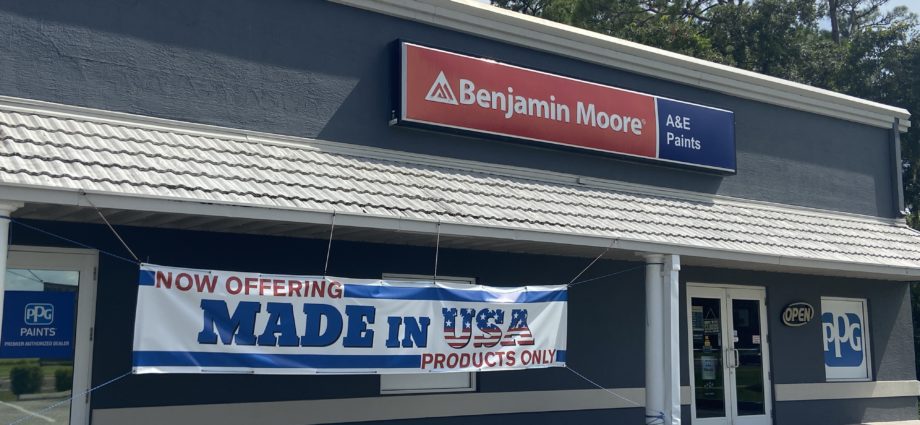 Benjamin Moore®
A&E
Paints
NOW OFFERING
MADE IN USA
PRODUCTS ONLY
PPG
PAINTS
PREMIER AUTHORIZED DEALER
OPEN
PPG